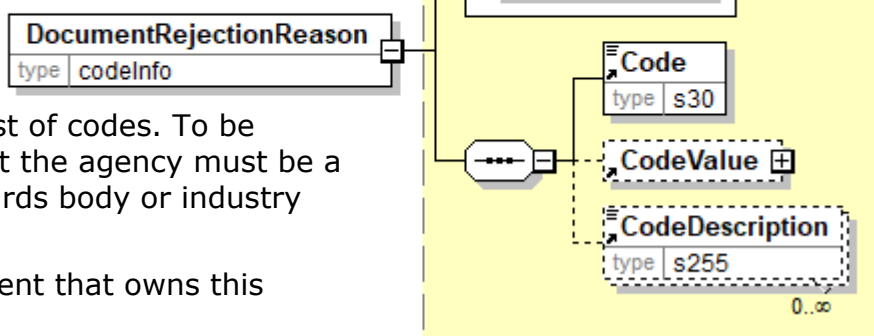 DocumentRejectionReason
type codeInfo
st of codes. To be
t the agency must be a
rds body or industry
ent that owns this
Code
type s30
CodeValue
CodeDescription
type s255
0..∞